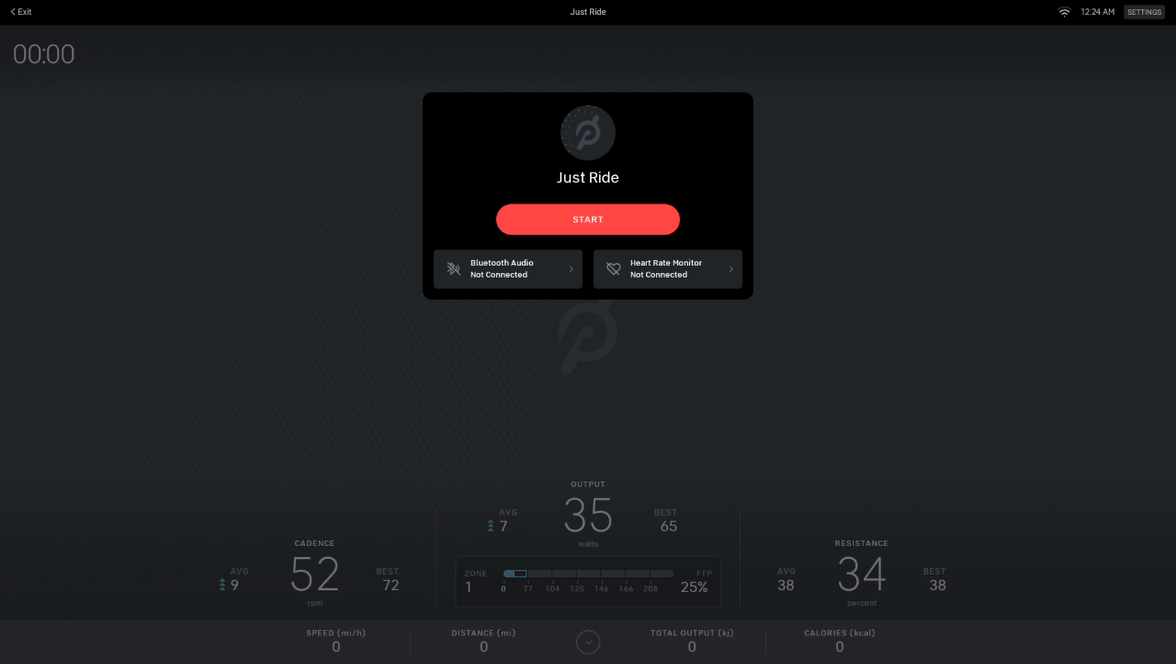 Exit
Just Ride
12:24 AM
SETTINGS
00:00
Just Ride
START
Bluetooth Audio
Not Connected
Heart Rate Monitor
Not Connected
OUTPUT
AVG
7
35
BEST
65
watts
CADENCE
AVG
9
52
BEST
72
rpm
ZONE
1
0 77 104 125 146 166 208
FTP
25%
RESISTANCE
AVG
38
34
BEST
38
percent
SPEED (mi/h)
0
DISTANCE (mi)
0
TOTAL OUTPUT (kj)
0
CALORIES (kcal)
0